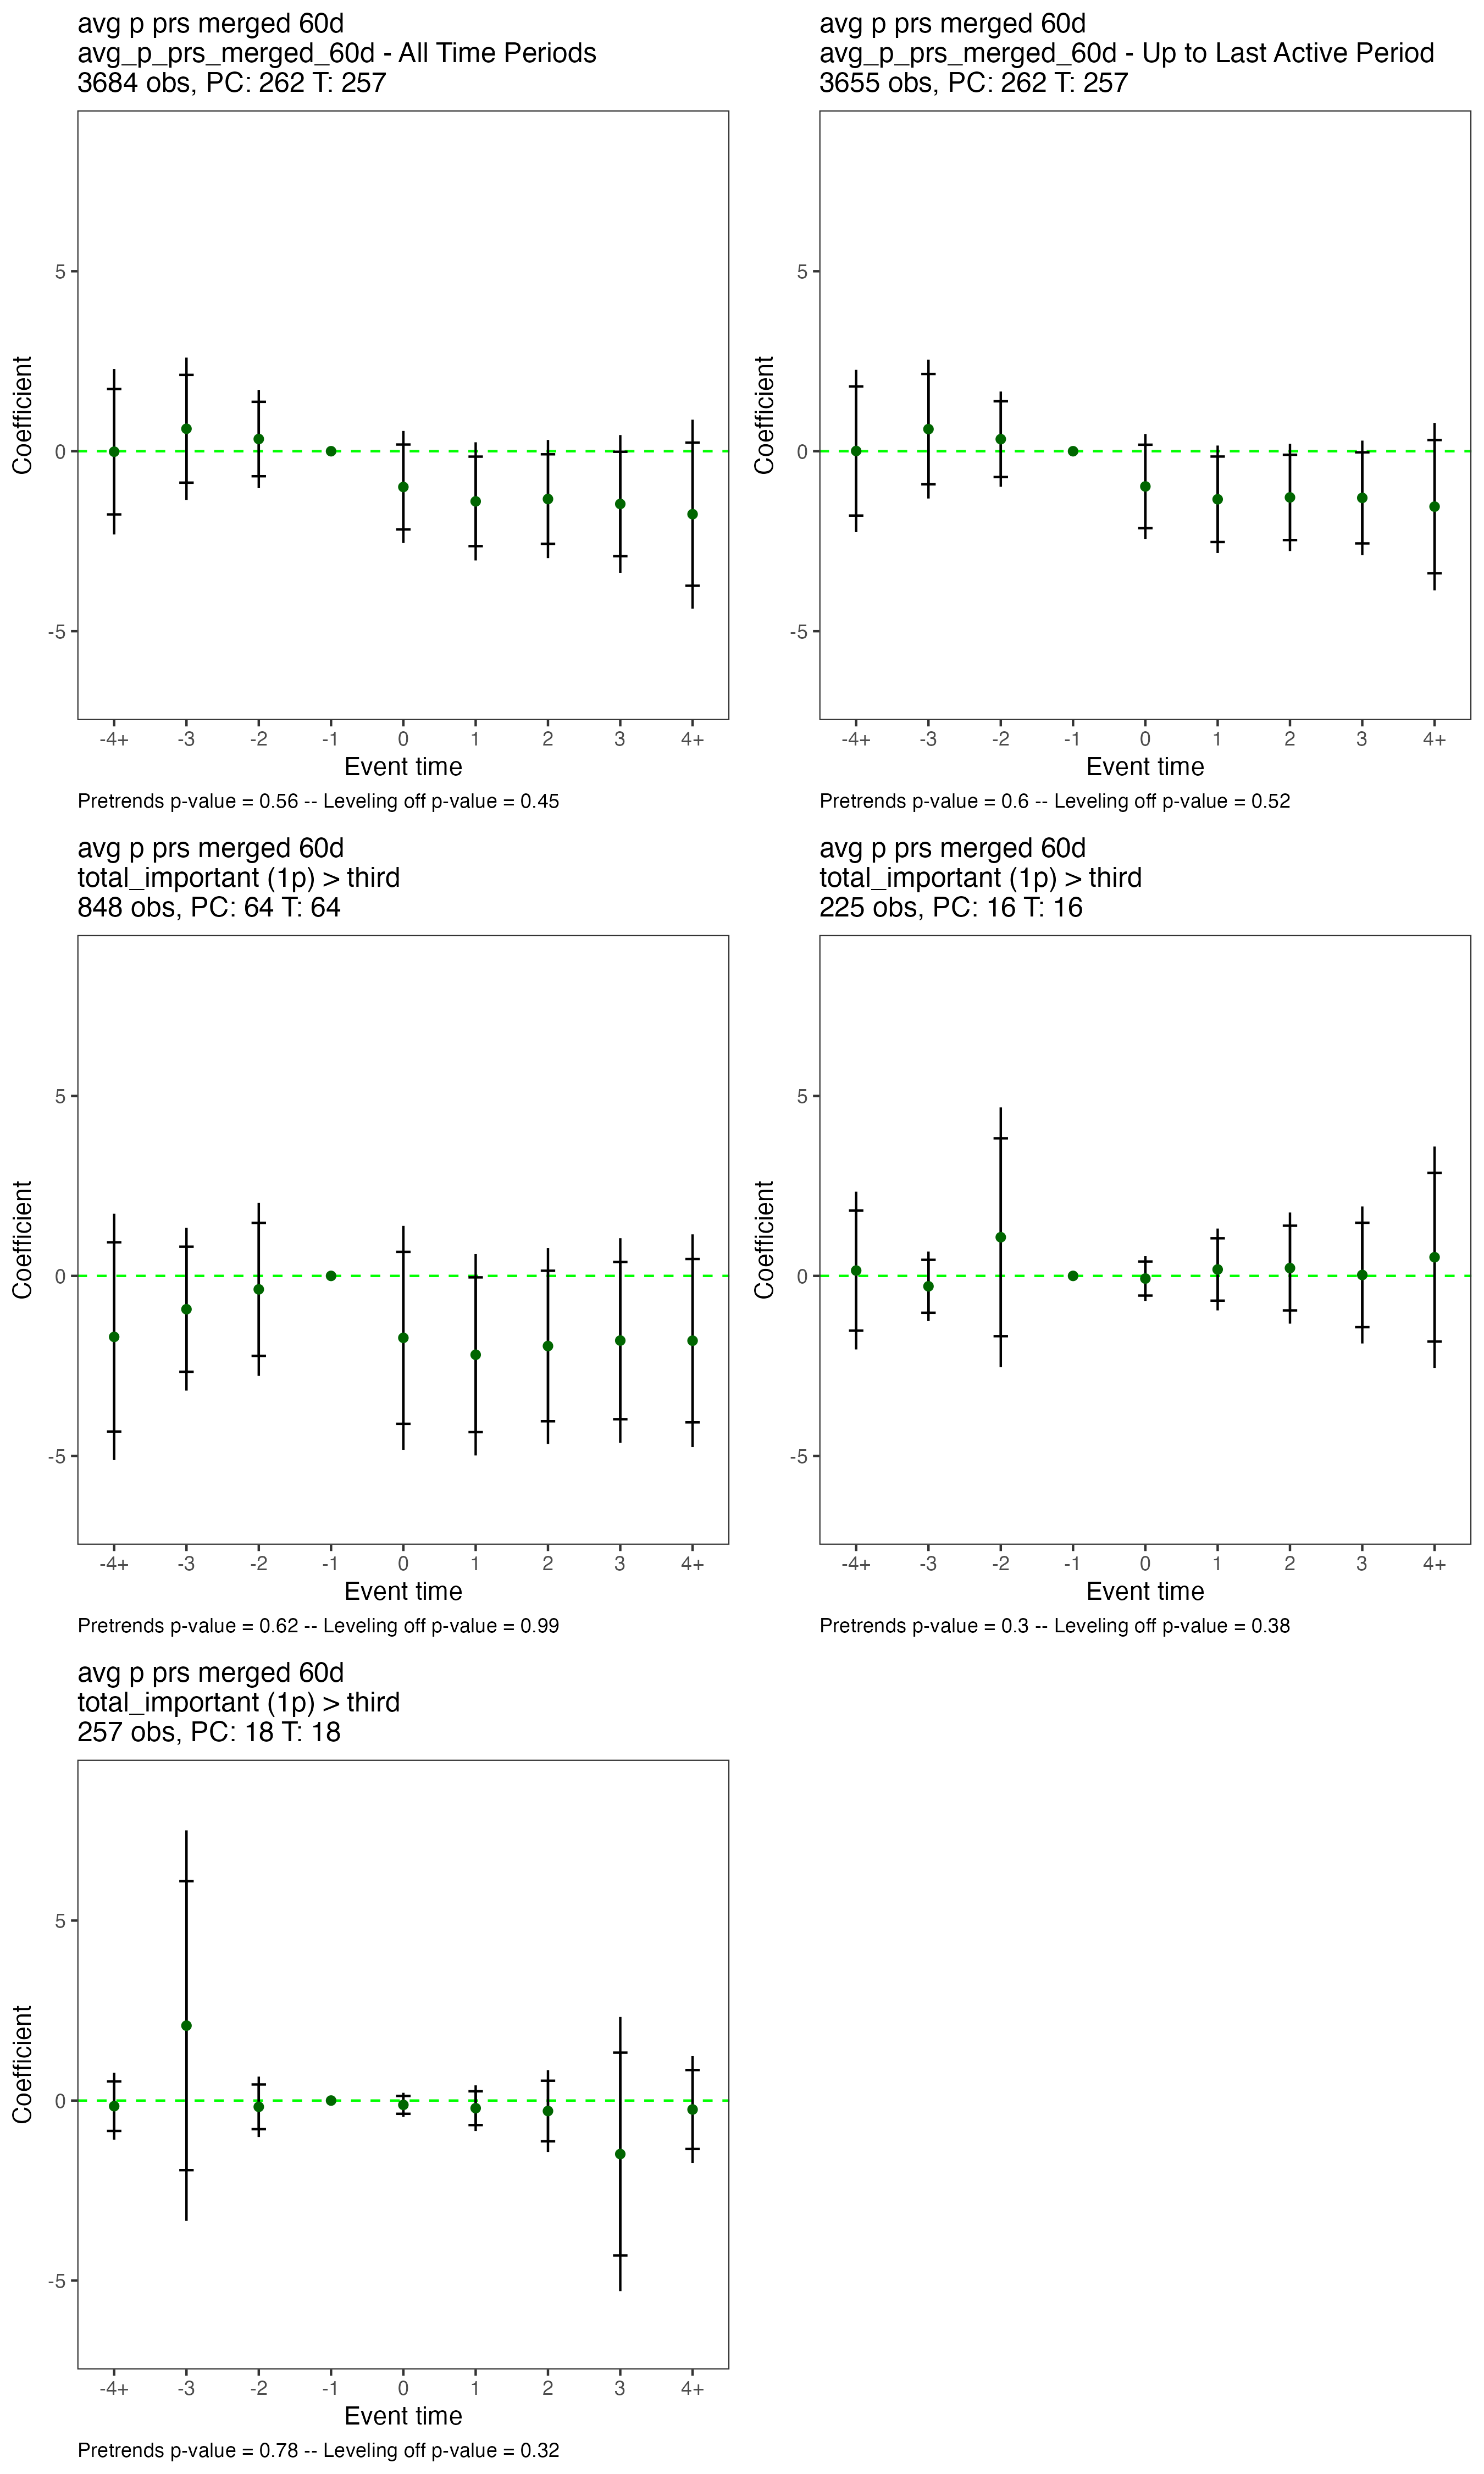 avg p prs merged 60d
avg_p_prs_merged_60d - All Time Periods
3684 obs, PC: 262 T: 257
Coefficient
5
0
-5
-4+ -3 -2 -1 0 1 2 3 4+
Event time
Pretrends p-value = 0.56 -- Leveling off p-value = 0.45
avg p prs merged 60d
avg_p_prs_merged_60d - Up to Last Active Period
3655 obs, PC: 262 T: 257
Coefficient
5
0
-5
-4+ -3 -2 -1 0 1 2 3 4+
Event time
Pretrends p-value = 0.6 -- Leveling off p-value = 0.52
avg p prs merged 60d
total_important (1p) > third
848 obs, PC: 64 T: 64
Coefficient
5
0
-5
-4+ -3 -2 -1 0 1 2 3 4+
Event time
Pretrends p-value = 0.62 -- Leveling off p-value = 0.99
avg p prs merged 60d
total_important (1p) > third
225 obs, PC: 16 T: 16
Coefficient
5
0
-5
-4+ -3 -2 -1 0 1 2 3 4+
Event time
Pretrends p-value = 0.3 -- Leveling off p-value = 0.38
avg p prs merged 60d
total_important (1p) > third
257 obs, PC: 18 T: 18
Coefficient
5
0
-5
-4+ -3 -2 -1 0 1 2 3 4+
Event time
Pretrends p-value = 0.78 -- Leveling off p-value = 0.32